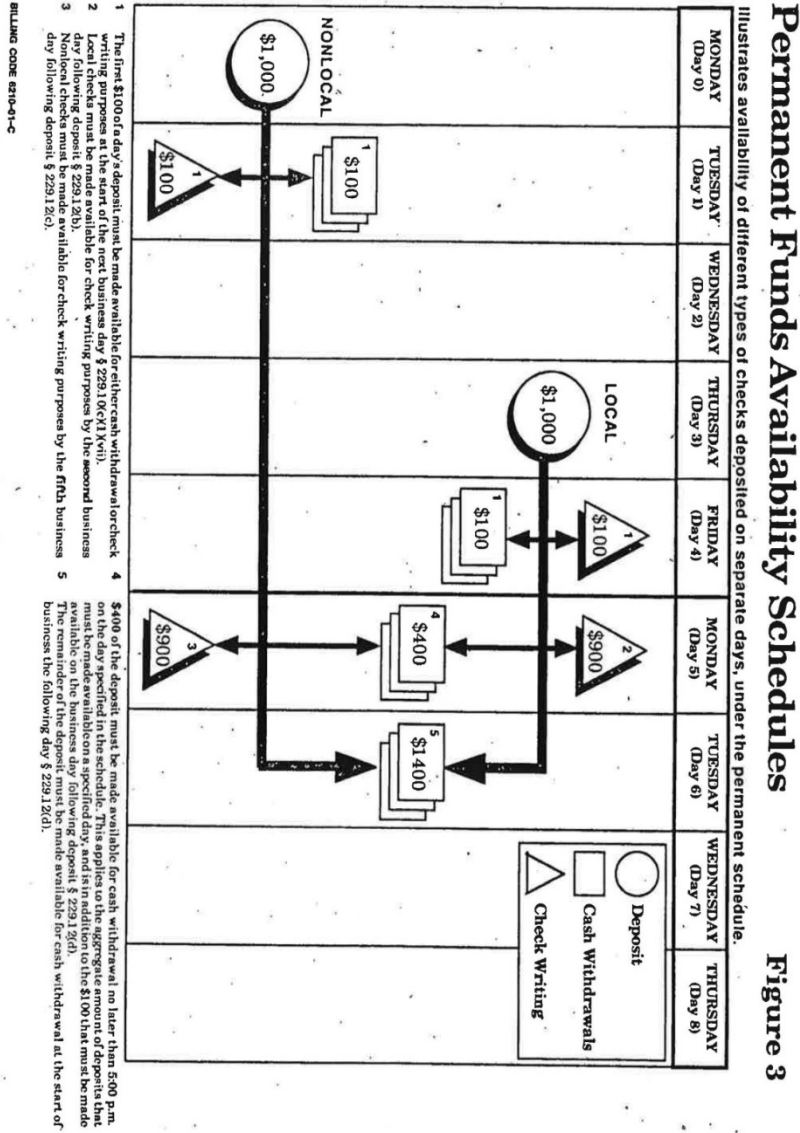 Permanent Funds Availability Schedules Figure 3
Illustrates availability of different types of checks deposited on separate days, under the permanent schedule.
MONDAY
(Day 0)
TUESDAY
(Day 1)
WEDNESDAY
(Day 2)
THURSDAY
(Day 3)
FRIDAY
(Day 4)
MONDAY
(Day 5)
TUESDAY
(Day 6)
WEDNESDAY
(Day 7)
THURSDAY
(Day 8)
Deposit
Cash Withdrawals
Check Writing
LOCAL
$1,000
1
$100
1
$100
2
$900
4
$400
5
$1400
NONLOCAL
$1,000
1
$100
1
$100
3
$900
1 The first $100 of a day's deposit must be made available for either cash withdrawal or check
writing purposes at the start of the next business day § 229.10(c)(1)(vii).
2 Local checks must be made available for check writing purposes by the second business
day following deposit § 229.12(b).
3 Nonlocal checks must be made available for check writing purposes by the fifth business
day following deposit § 229.12(c).
4 $400 of the deposit must be made available for cash withdrawal no later than 5:00 p.m.
on the day specified in the schedule. This applies to the aggregate amount of deposits that
must be made available on a specified day, and is in addition to the $100 that must be made
available on the business day following deposit § 229.12(d).
5 The remainder of the deposit must be made available for cash withdrawal at the start of
business the following day § 229.12(d).
BILLING CODE 6210-01-C